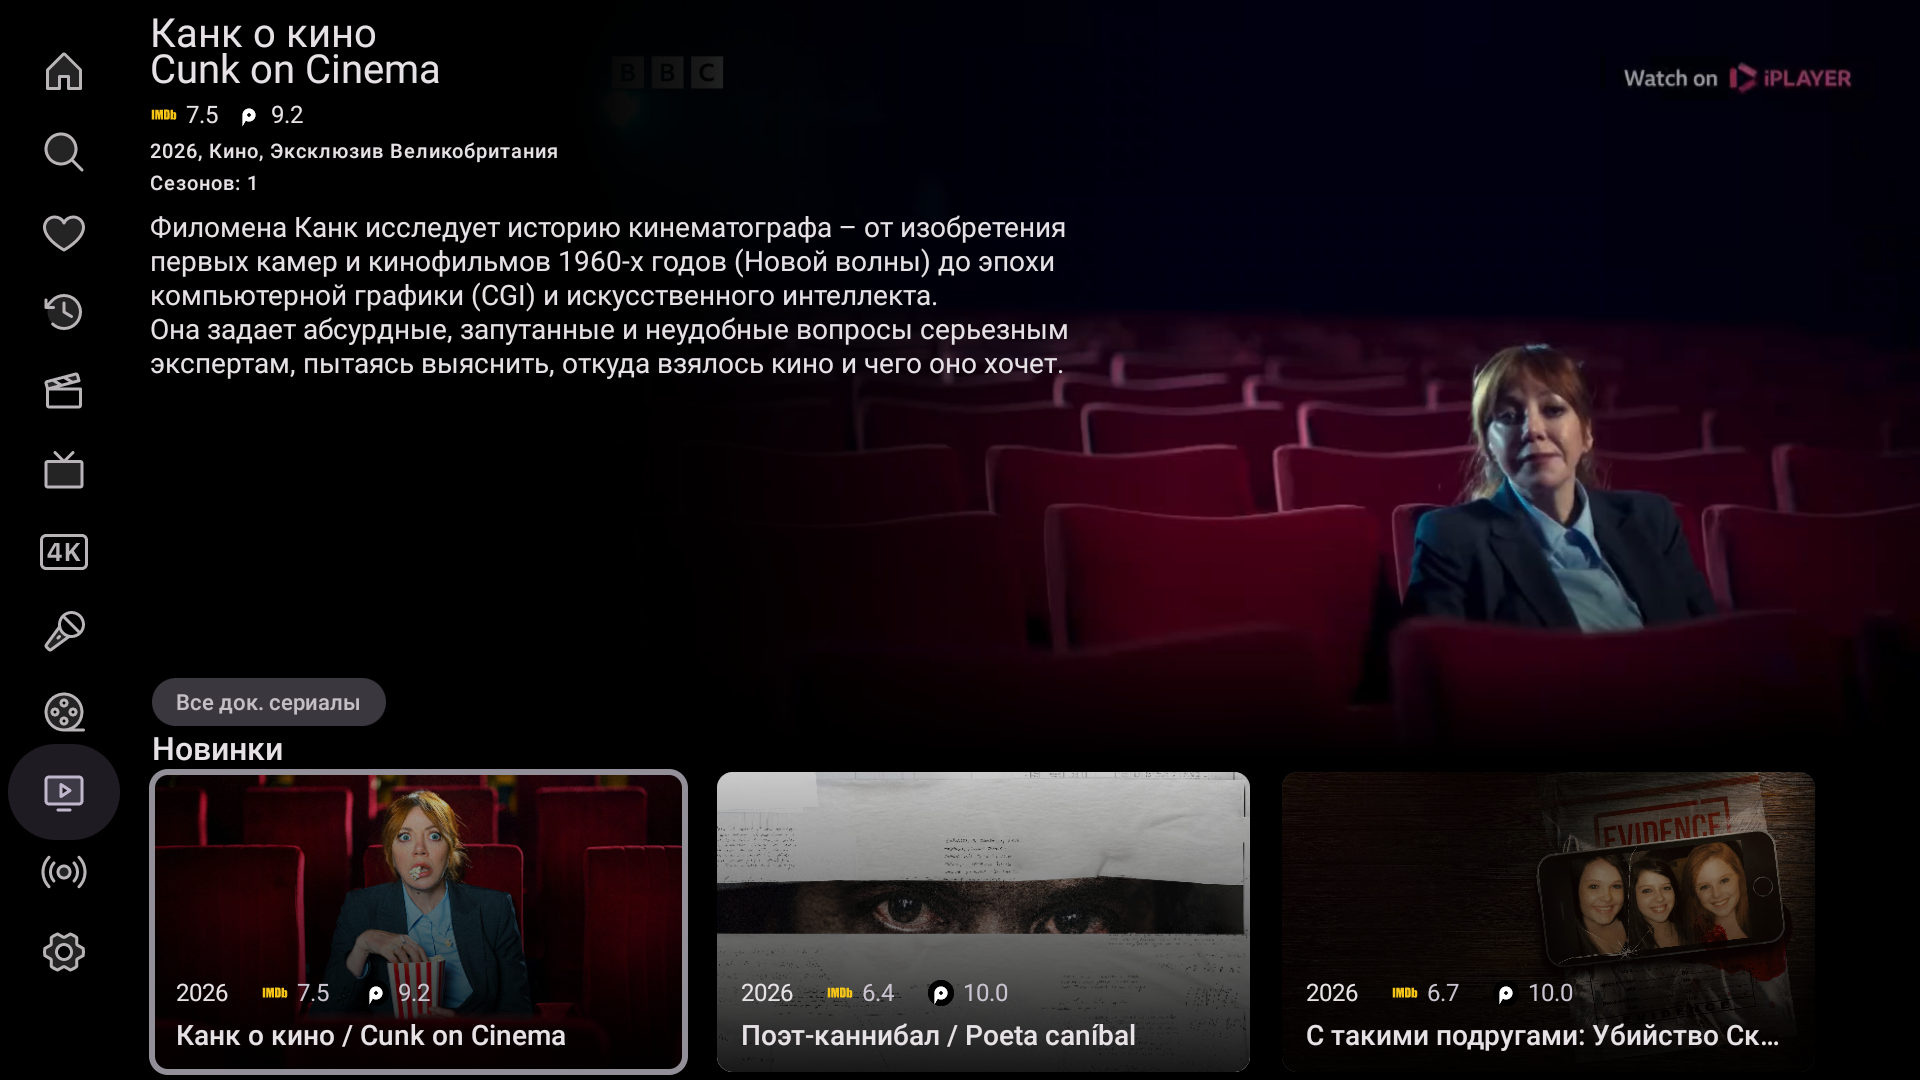 Канк о кино
Cunk on Cinema
BBC
Watch on iPLAYER
IMDb 7.5 9.2
2026, Кино, Эксклюзив Великобритания
Сезонов: 1
Филомена Канк исследует историю кинематографа – от изобретения
первых камер и кинофильмов 1960-х годов (Новой волны) до эпохи
компьютерной графики (CGI) и искусственного интеллекта.
Она задает абсурдные, запутанные и неудобные вопросы серьезным
экспертам, пытаясь выяснить, откуда взялось кино и чего оно хочет.
4K
Все док. сериалы
Новинки
2026 IMDb 7.5 9.2
Канк о кино / Cunk on Cinema
2026 IMDb 6.4 10.0
Поэт-каннибал / Poeta caníbal
EVIDENCE
2026 IMDb 6.7 10.0
С такими подругами: Убийство Ск...